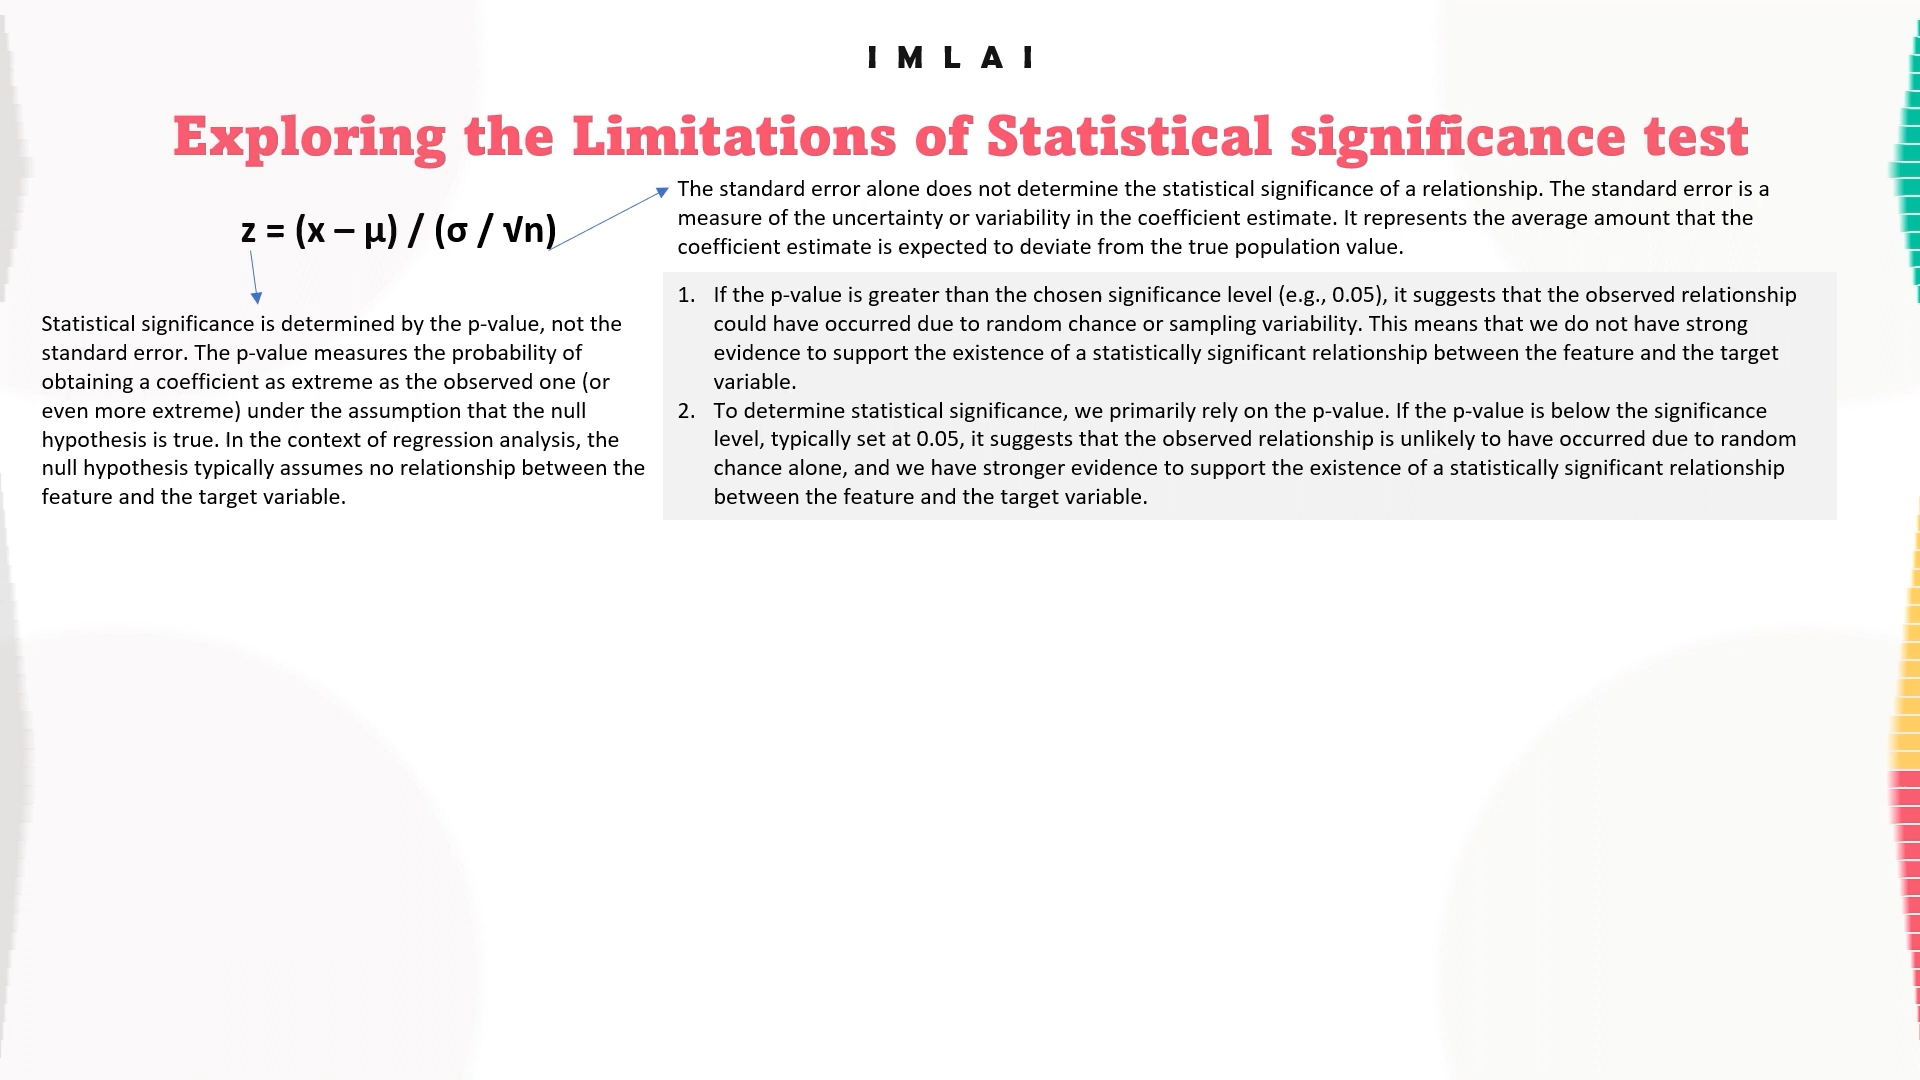 IMLAI
Exploring the Limitations of Statistical significance test
z = (x – μ) / (σ / √n)
The standard error alone does not determine the statistical significance of a relationship. The standard error is a
measure of the uncertainty or variability in the coefficient estimate. It represents the average amount that the
coefficient estimate is expected to deviate from the true population value.
Statistical significance is determined by the p-value, not the
standard error. The p-value measures the probability of
obtaining a coefficient as extreme as the observed one (or
even more extreme) under the assumption that the null
hypothesis is true. In the context of regression analysis, the
null hypothesis typically assumes no relationship between the
feature and the target variable.
1. If the p-value is greater than the chosen significance level (e.g., 0.05), it suggests that the observed relationship
could have occurred due to random chance or sampling variability. This means that we do not have strong
evidence to support the existence of a statistically significant relationship between the feature and the target
variable.
2. To determine statistical significance, we primarily rely on the p-value. If the p-value is below the significance
level, typically set at 0.05, it suggests that the observed relationship is unlikely to have occurred due to random
chance alone, and we have stronger evidence to support the existence of a statistically significant relationship
between the feature and the target variable.